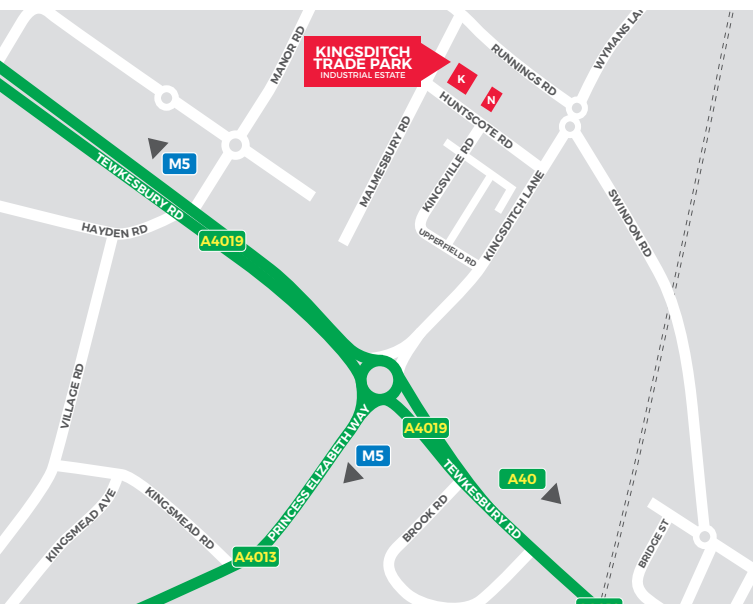 KINGSDITCH
TRADE PARK
INDUSTRIAL ESTATE
K
N
MANOR RD
RUNNINGS RD
WYMANS LA
HUNTSCOTE RD
MALMESBURY RD
KINGSVILLE RD
UPPERFIELD RD
KINGSDITCH LANE
SWINDON RD
M5
TEWKESBURY RD
HAYDEN RD
A4019
VILLAGE RD
PRINCESS ELIZABETH WAY
A4019
M5
TEWKESBURY RD
A40
KINGSMEAD AVE
KINGSMEAD RD
BROOK RD
BRIDGE ST
A4013